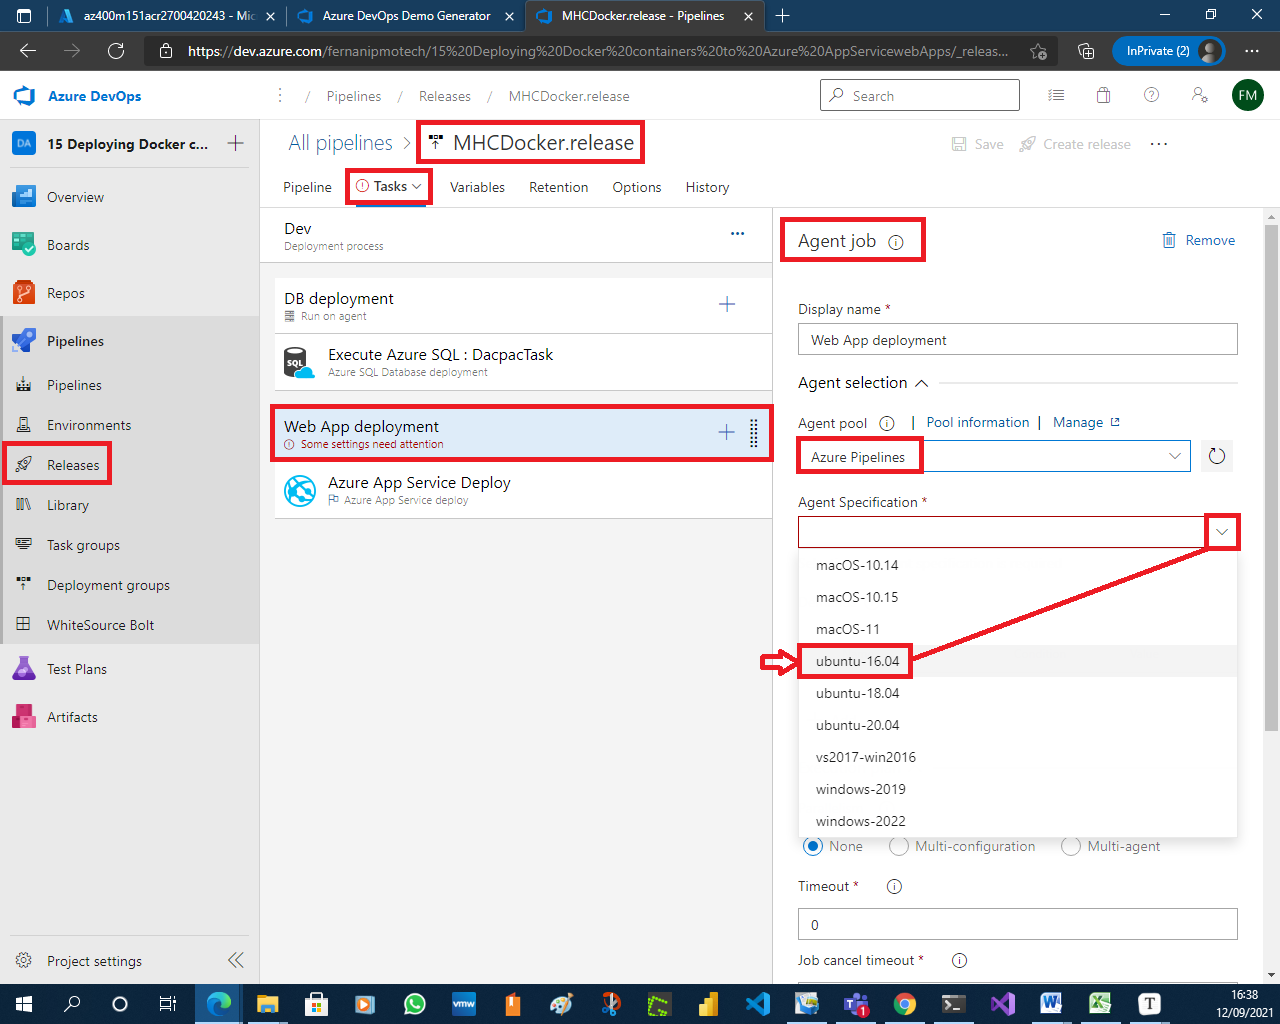 az400m151acr2700420243 - Mic
Azure DevOps Demo Generator
MHCDocker.release - Pipelines
https://dev.azure.com/fernanipmotech/15%20Deploying%20Docker%20containers%20to%20Azure%20AppServicewebApps/_releas...
InPrivate (2)
Azure DevOps
/ Pipelines / Releases / MHCDocker.release
Search
FM
DA
15 Deploying Docker c...
All pipelines > MHCDocker.release
Save
Create release
Pipeline
Tasks
Variables
Retention
Options
History
Overview
Boards
Repos
Pipelines
Pipelines
Environments
Releases
Library
Task groups
Deployment groups
WhiteSource Bolt
Test Plans
Artifacts
Project settings
Dev
Deployment process
DB deployment
Run on agent
SQL
Execute Azure SQL : DacpacTask
Azure SQL Database deployment
Web App deployment
Some settings need attention
Azure App Service Deploy
Azure App Service deploy
Agent job
Remove
Display name *
Web App deployment
Agent selection
Agent pool | Pool information | Manage
Azure Pipelines
Agent Specification *
macOS-10.14
macOS-10.15
macOS-11
ubuntu-16.04
ubuntu-18.04
ubuntu-20.04
vs2017-win2016
windows-2019
windows-2022
None
Multi-configuration
Multi-agent
Timeout *
0
Job cancel timeout *
vmw
1
T
16:38
12/09/2021